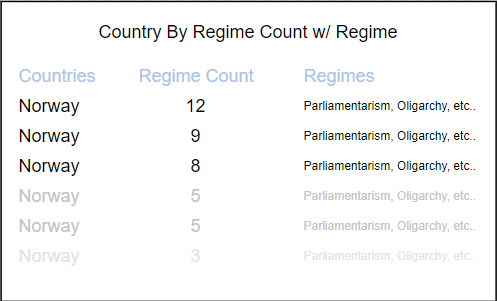 Country By Regime Count w/ Regime
Countries Regime Count Regimes
Norway 12 Parliamentarism, Oligarchy, etc..
Norway 9 Parliamentarism, Oligarchy, etc..
Norway 8 Parliamentarism, Oligarchy, etc..
Norway 5 Parliamentarism, Oligarchy, etc..
Norway 5 Parliamentarism, Oligarchy, etc..
Norway 3 Parliamentarism, Oligarchy, etc..